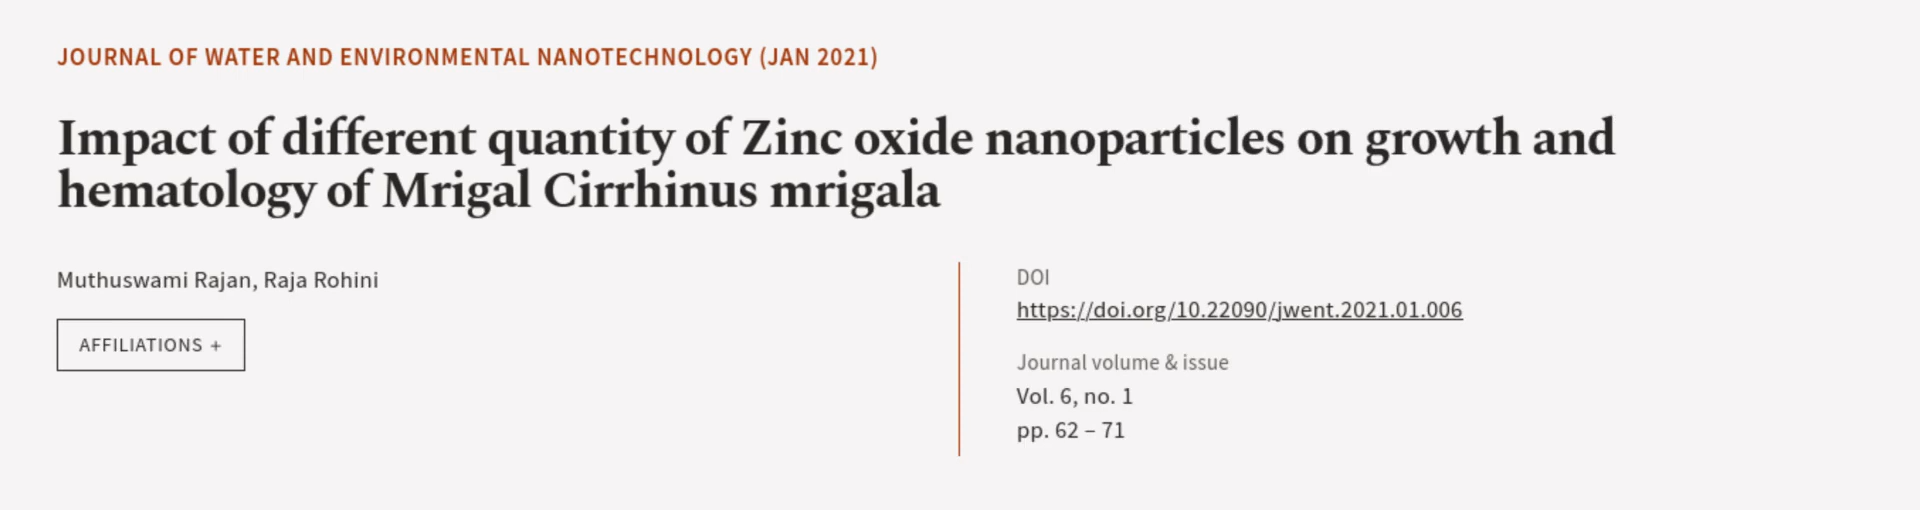 JOURNAL OF WATER AND ENVIRONMENTAL NANOTECHNOLOGY (JAN 2021)
Impact of different quantity of Zinc oxide nanoparticles on growth and
hematology of Mrigal Cirrhinus mrigala
Muthuswami Rajan, Raja Rohini
AFFILIATIONS +
DOI
https://doi.org/10.22090/jwent.2021.01.006
Journal volume & issue
Vol. 6, no. 1
pp. 62 – 71